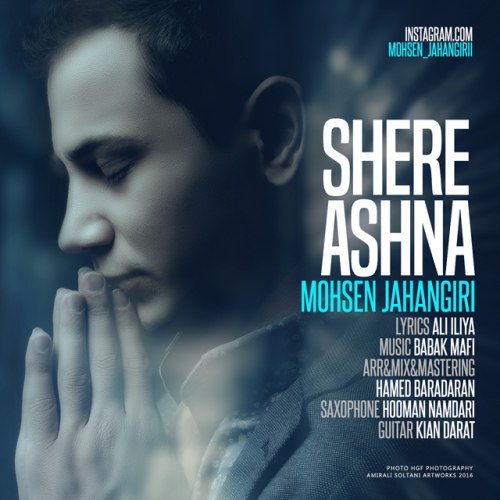 INSTAGRAM.COM
MOHSEN_JAHANGIRII
SHERE
ASHNA
MOHSEN JAHANGIRI
LYRICS ALI ILIYA
MUSIC BABAK MAFI
ARR&MIX&MASTERING
HAMED BARADARAN
SAXOPHONE HOOMAN NAMDARI
GUITAR KIAN DARAT
PHOTO HGF PHOTOGRAPHY
AMIRALI SOLTANI ARTWORKS 2016